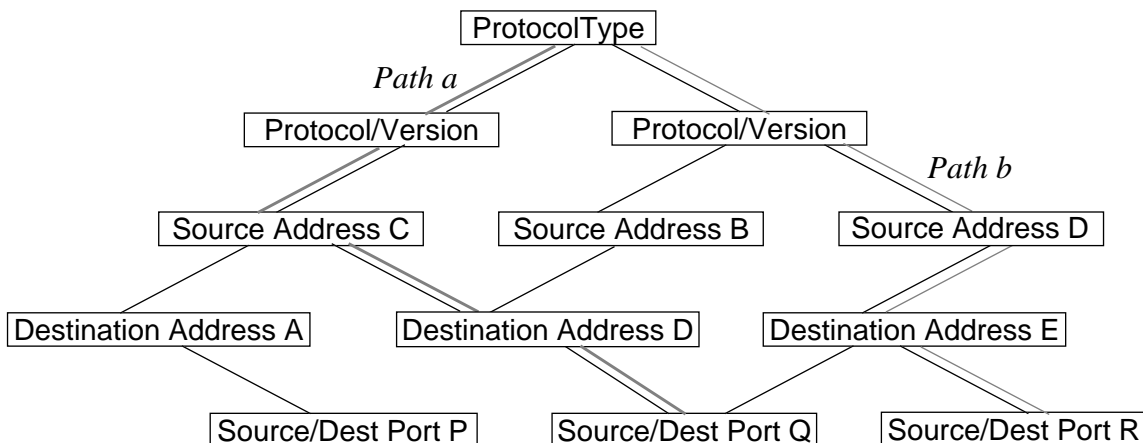 ProtocolType
Path a
Protocol/Version
Protocol/Version
Path b
Source Address C
Source Address B
Source Address D
Destination Address A
Destination Address D
Destination Address E
Source/Dest Port P
Source/Dest Port Q
Source/Dest Port R